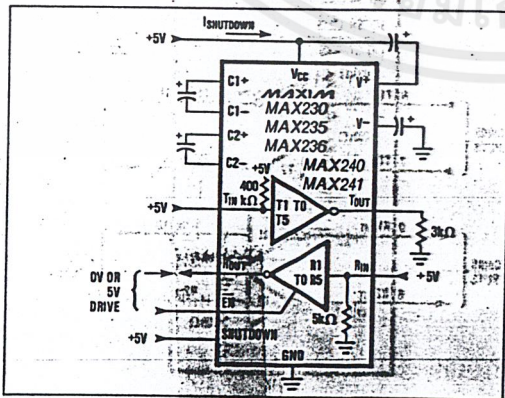 ISHUTDOWN
+5V
VCC
C1+
V+
C1-
MAXIM
MAX230
V-
C2+
MAX235
MAX236
C2-
+5V
MAX240
400
MAX241
TIN
kΩ
TOUT
+5V
T1 TO
T5
3kΩ
ROUT
R1
RIN
TO R5
+5V
0V OR
5V
DRIVE
EN
5kΩ
+5V
SHUTDOWN
GND